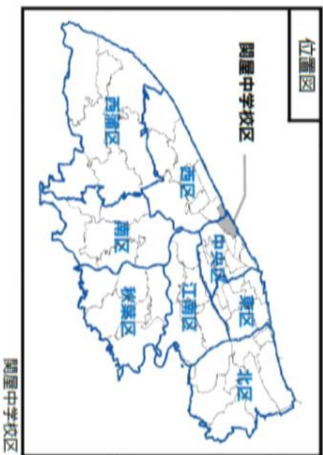 位置図
関屋中学校区
西蒲区
西区
南区
中央区
江南区
秋葉区
東区
北区
関屋中学校区